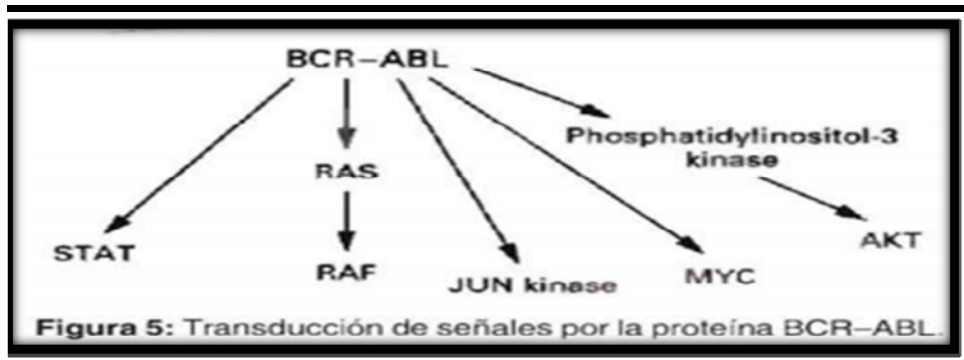 BCR–ABL
Phosphatidylinositol-3
kinase
RAS
STAT
RAF
JUN kinase
MYC
AKT
Figura 5: Transducción de señales por la proteína BCR–ABL.